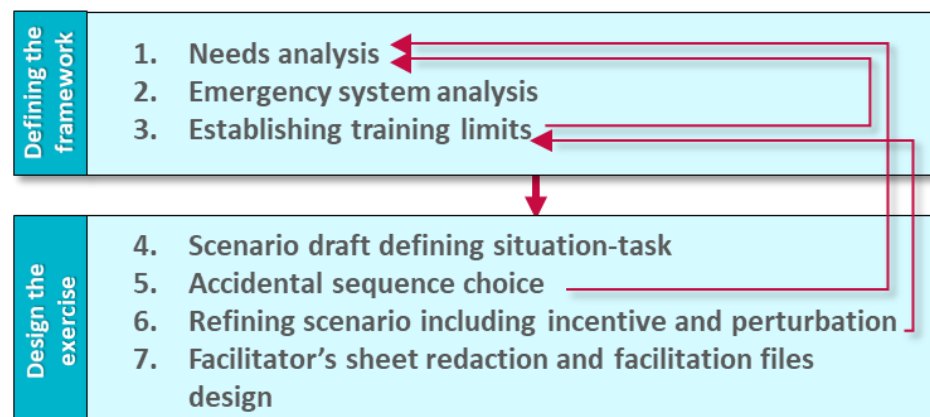 Defining the
framework
1. Needs analysis
2. Emergency system analysis
3. Establishing training limits
Design the
exercise
4. Scenario draft defining situation-task
5. Accidental sequence choice
6. Refining scenario including incentive and perturbation
7. Facilitator's sheet redaction and facilitation files
design